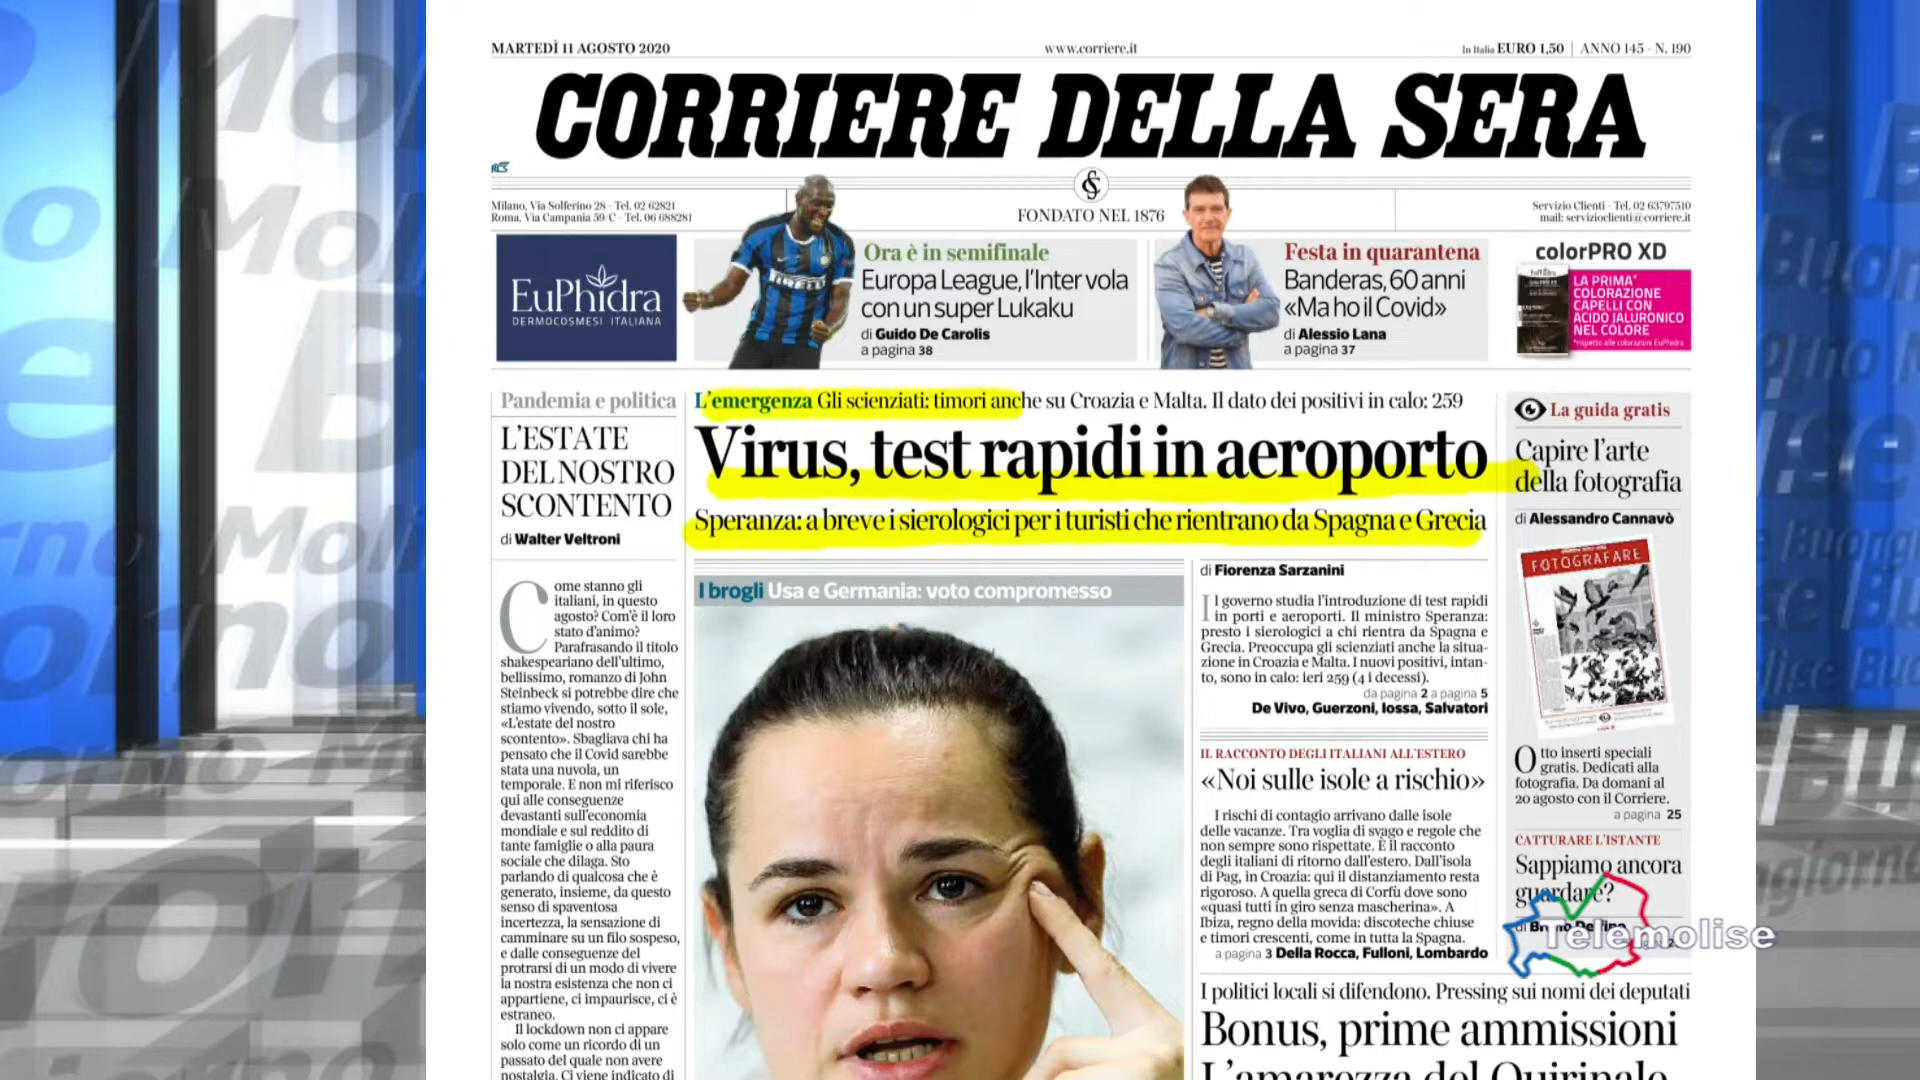 MARTEDÌ 11 AGOSTO 2020
www.corriere.it
In Italia EURO 1,50 | ANNO 145 - N. 190
CORRIERE DELLA SERA
RCS
Milano, Via Solferino 28 - Tel. 02 62821
Roma, Via Campania 59/C - Tel. 06 688281
FONDATO NEL 1876
Servizio Clienti - Tel. 02 63797510
mail: servizioclienti@corriere.it
EuPhidra
DERMOCOSMESI ITALIANA
Ora è in semifinale
Europa League, l'Inter vola
con un super Lukaku
di Guido De Carolis
a pagina 38
Festa in quarantena
Banderas, 60 anni
«Ma ho il Covid»
di Alessio Lana
a pagina 37
colorPRO XD
LA PRIMA*
COLORAZIONE
CAPELLI CON
ACIDO JALURONICO
NEL COLORE
*rispetto alle colorazioni EuPhidra
Pandemia e politica
L'ESTATE
DEL NOSTRO
SCONTENTO
di Walter Veltroni
Come stanno gli
italiani, in questo
agosto? Com'è il loro
stato d'animo?
Parafrasando il titolo
shakespeariano dell'ultimo,
bellissimo, romanzo di John
Steinbeck si potrebbe dire che
stiamo vivendo, sotto il sole,
«L'estate del nostro
scontento». Sbagliava chi ha
pensato che il Covid sarebbe
stata una nuvola, un
temporale. E non mi riferisco
qui alle conseguenze
devastanti sull'economia
mondiale e sul reddito di
tante famiglie o alla paura
sociale che dilaga. Sto
parlando di qualcosa che è
generato, insieme, da questo
senso di spaventosa
incertezza, la sensazione di
camminare su un filo sospeso,
e dalle conseguenze del
protrarsi di un modo di vivere
la nostra esistenza che non ci
appartiene, ci impaurisce, ci è
estraneo.
Il lockdown non ci appare
solo come un ricordo di un
passato del quale non avere
nostalgia. Ci viene indicato di
L'emergenza Gli scienziati: timori anche su Croazia e Malta. Il dato dei positivi in calo: 259
Virus, test rapidi in aeroporto
Speranza: a breve i sierologici per i turisti che rientrano da Spagna e Grecia
I brogli Usa e Germania: voto compromesso
di Fiorenza Sarzanini
Il governo studia l'introduzione di test rapidi
in porti e aeroporti. Il ministro Speranza:
presto i sierologici a chi rientra da Spagna e
Grecia. Preoccupa gli scienziati anche la situa-
zione in Croazia e Malta. I nuovi positivi, intan-
to, sono in calo: ieri 259 (4 i decessi).
da pagina 2 a pagina 5
De Vivo, Guerzoni, Iossa, Salvatori
IL RACCONTO DEGLI ITALIANI ALL'ESTERO
«Noi sulle isole a rischio»
I rischi di contagio arrivano dalle isole
delle vacanze. Tra voglia di svago e regole che
non sempre sono rispettate. È il racconto
degli italiani di ritorno dall'estero. Dall'isola
di Pag, in Croazia: qui il distanziamento resta
rigoroso. A quella greca di Corfù dove sono
«quasi tutti in giro senza mascherina». A
Ibiza, regno della movida: discoteche chiuse
e timori crescenti, come in tutta la Spagna.
a pagina 3 Della Rocca, Fulloni, Lombardo
I politici locali si difendono. Pressing sui nomi dei deputati
Bonus, prime ammissioni
L'amarezza del Quirinale
La guida gratis
Capire l'arte
della fotografia
di Alessandro Cannavò
FOTOGRAFARE
Otto inserti speciali
gratis. Dedicati alla
fotografia. Da domani al
20 agosto con il Corriere.
a pagina 25
CATTURARE L'ISTANTE
Sappiamo ancora
guardare?
Telemolise